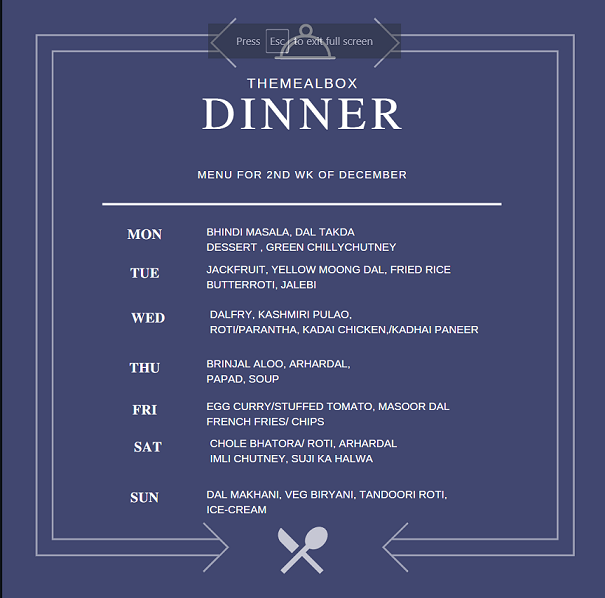 Press Esc to exit full screen
THEMEALBOX
DINNER
MENU FOR 2ND WK OF DECEMBER
MON BHINDI MASALA, DAL TAKDA
DESSERT , GREEN CHILLYCHUTNEY
TUE JACKFRUIT, YELLOW MOONG DAL, FRIED RICE
BUTTERROTI, JALEBI
WED DALFRY, KASHMIRI PULAO,
ROTI/PARANTHA, KADAI CHICKEN,/KADHAI PANEER
THU BRINJAL ALOO, ARHARDAL,
PAPAD, SOUP
FRI EGG CURRY/STUFFED TOMATO, MASOOR DAL
FRENCH FRIES/ CHIPS
SAT CHOLE BHATORA/ ROTI, ARHARDAL
IMLI CHUTNEY, SUJI KA HALWA
SUN DAL MAKHANI, VEG BIRYANI, TANDOORI ROTI,
ICE-CREAM